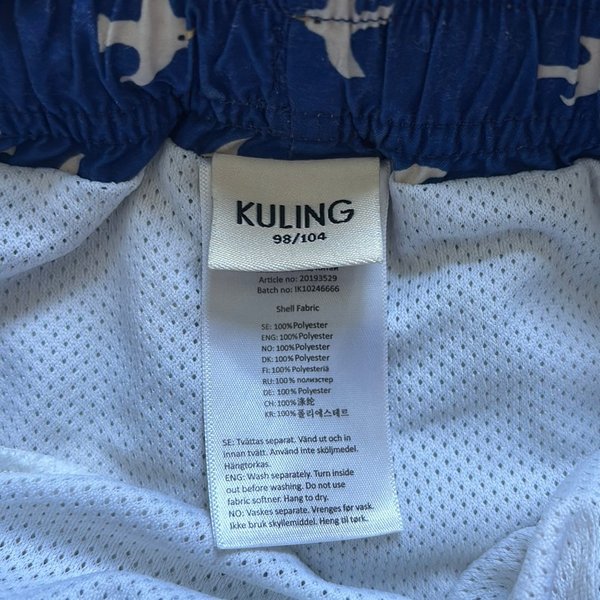 KULING
98/104
Article no: 20193529
Batch no: IK10246666
Shell Fabric
SE: 100% Polyester
ENG: 100% Polyester
NO: 100% Polyester
DK: 100% Polyester
FI: 100% Polyesteriä
RU: 100% полиэстер
DE: 100% Polyester
CH: 100% 涤纶
KR: 100% 폴리에스테르
SE: Tvättas separat. Vänd ut och in
innan tvätt. Använd inte sköljmedel.
Hängtorkas.
ENG: Wash separately. Turn inside
out before washing. Do not use
fabric softner. Hang to dry.
NO: Vaskes separate. Vrenges før vask.
Ikke bruk skyllemiddel. Heng til tørk.